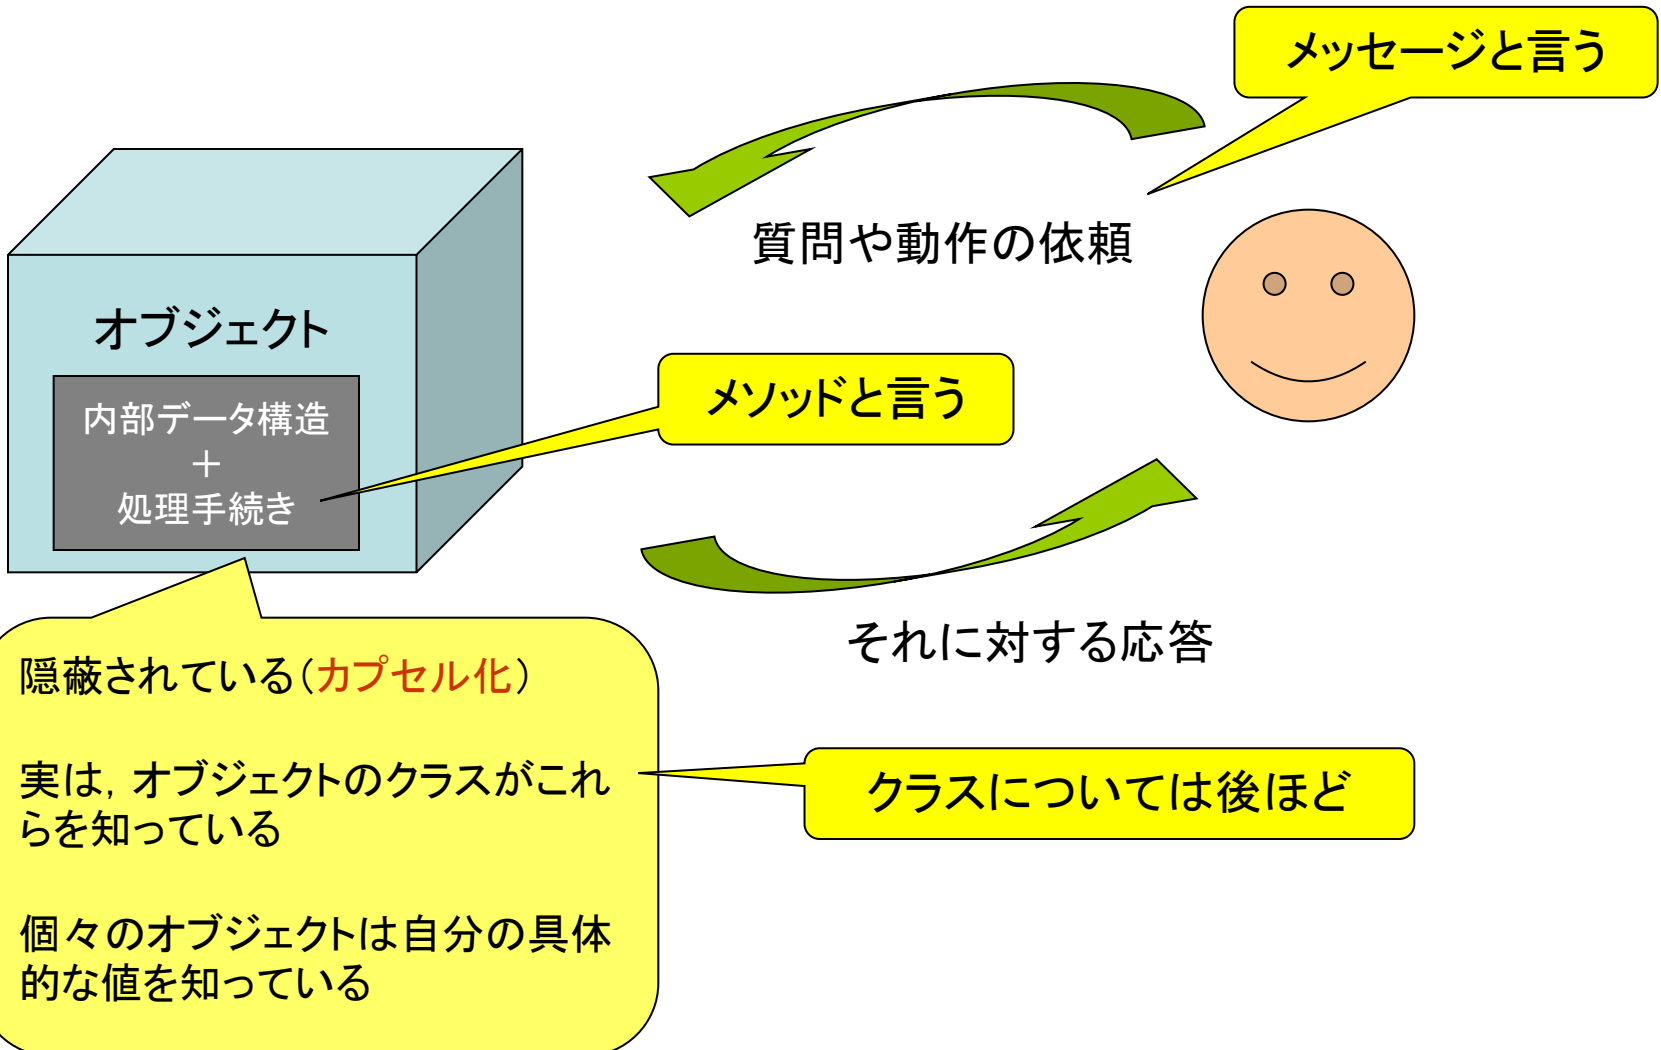 メッセージと言う
質問や動作の依頼
オブジェクト
内部データ構造
＋
処理手続き
メソッドと言う
それに対する応答
隠蔽されている（カプセル化）
実は，オブジェクトのクラスがこれ
らを知っている
個々のオブジェクトは自分の具体
的な値を知っている
クラスについては後ほど